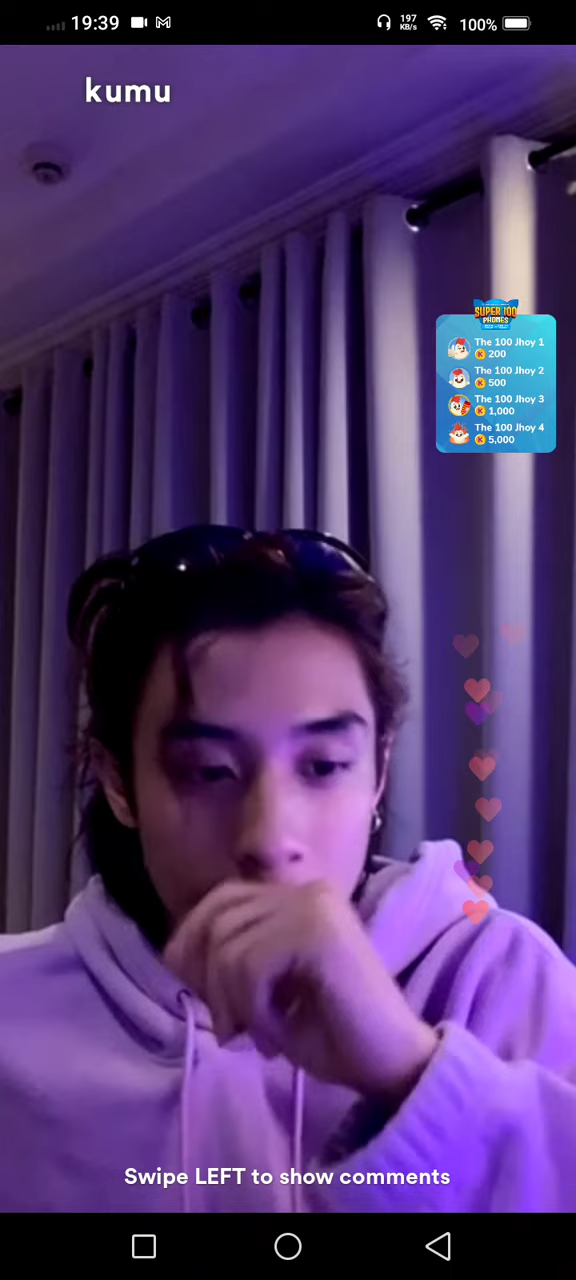 19:39
197
KB/s
100%
kumu
SUPER 100
PHONES
The 100 Jhoy 1
K 200
The 100 Jhoy 2
K 500
The 100 Jhoy 3
K 1,000
The 100 Jhoy 4
K 5,000
Swipe LEFT to show comments